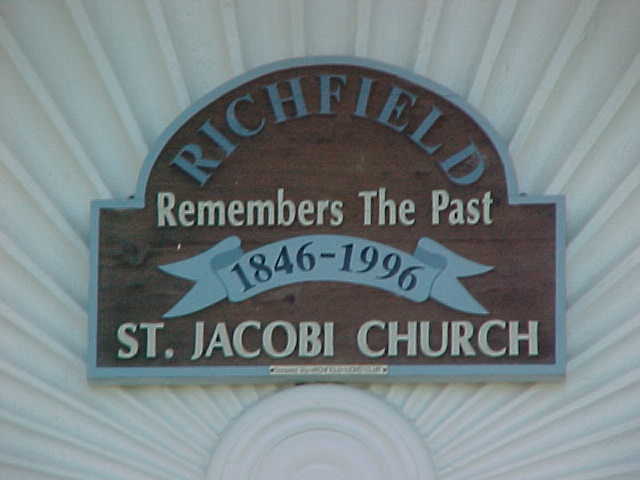 RICHFIELD
Remembers The Past
1846-1996
ST. JACOBI CHURCH